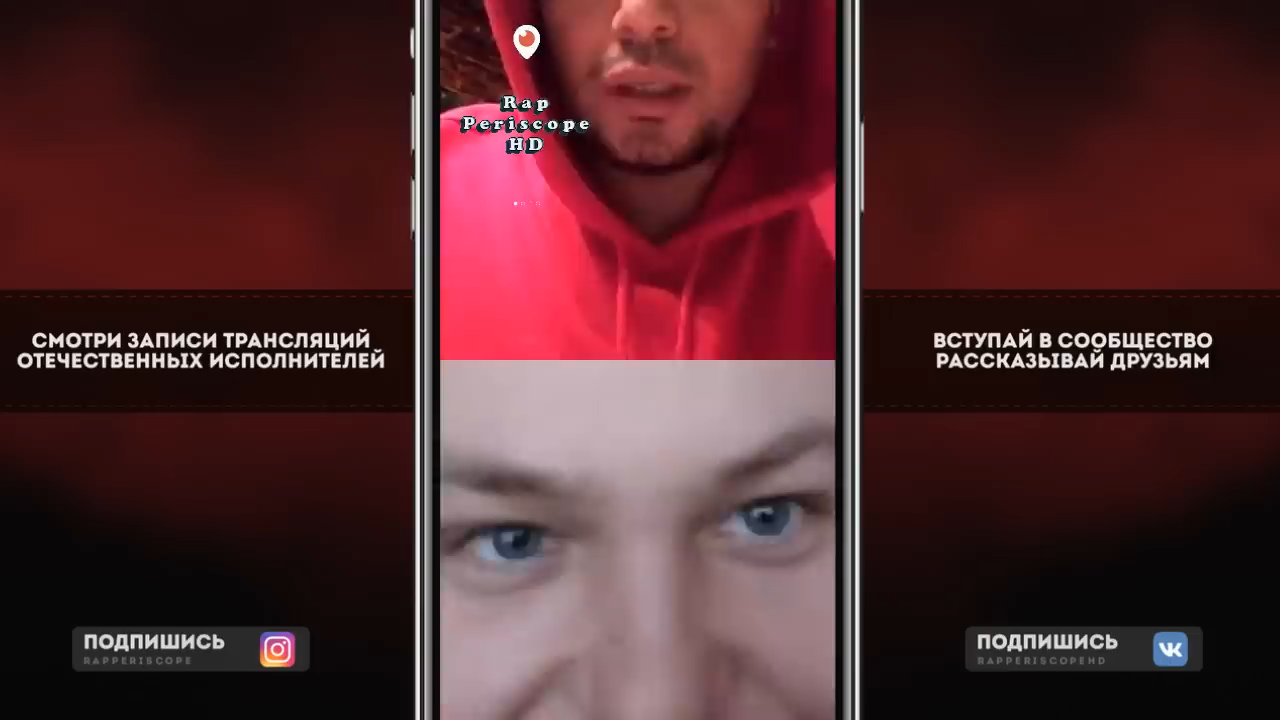 Rap
Periscope
HD
СМОТРИ ЗАПИСИ ТРАНСЛЯЦИЙ
ОТЕЧЕСТВЕННЫХ ИСПОЛНИТЕЛЕЙ
ВСТУПАЙ В СООБЩЕСТВО
РАССКАЗЫВАЙ ДРУЗЬЯМ
ПОДПИШИСЬ
RAPPERISCOPE
ПОДПИШИСЬ
RAPPERISCOPEHD